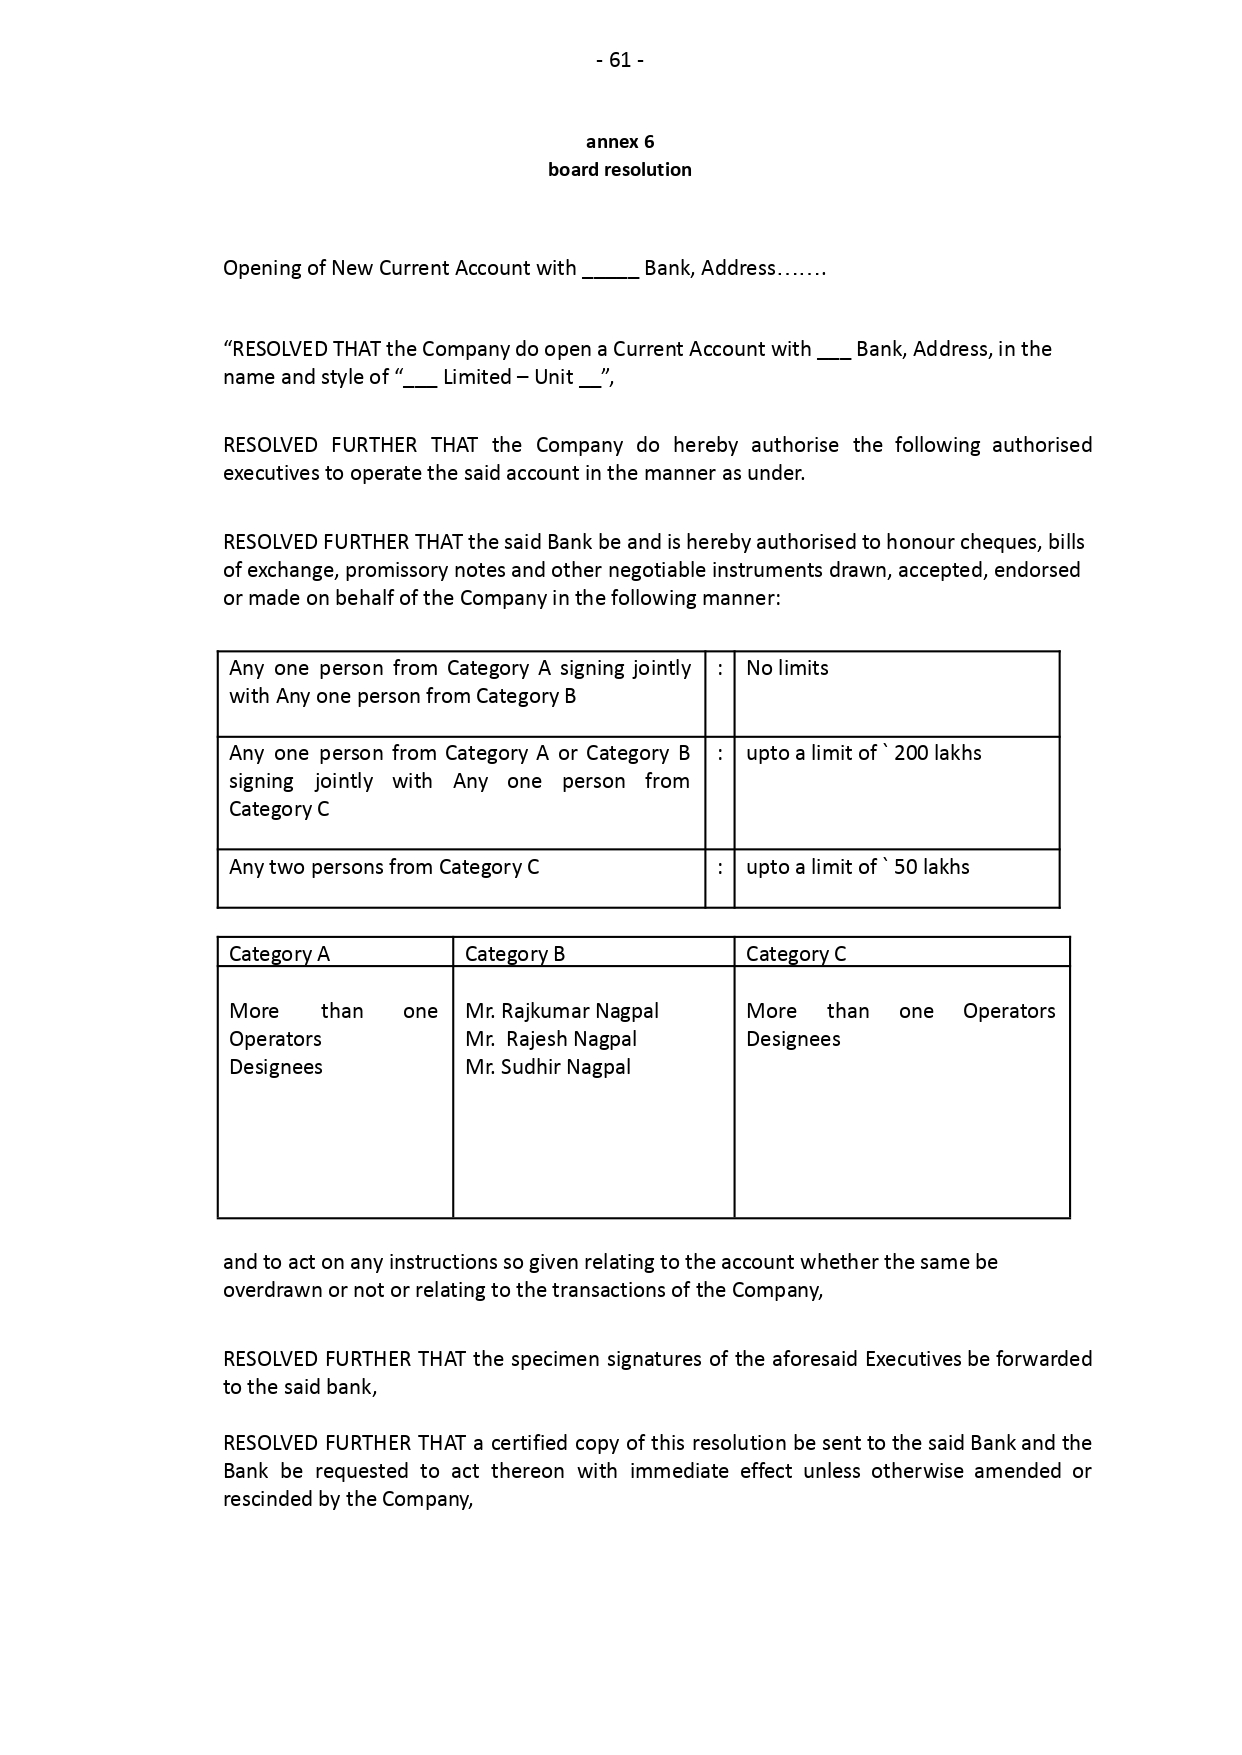 - 61 -
annex 6
board resolution
Opening of New Current Account with _____ Bank, Address…….
“RESOLVED THAT the Company do open a Current Account with ___ Bank, Address, in the
name and style of “___ Limited – Unit __”,
RESOLVED FURTHER THAT the Company do hereby authorise the following authorised
executives to operate the said account in the manner as under.
RESOLVED FURTHER THAT the said Bank be and is hereby authorised to honour cheques, bills
of exchange, promissory notes and other negotiable instruments drawn, accepted, endorsed
or made on behalf of the Company in the following manner:
Any one person from Category A signing jointly
with Any one person from Category B
:
No limits
Any one person from Category A or Category B
signing jointly with Any one person from
Category C
:
upto a limit of ` 200 lakhs
Any two persons from Category C
:
upto a limit of ` 50 lakhs
Category A
Category B
Category C
More than one
Operators
Designees
Mr. Rajkumar Nagpal
Mr. Rajesh Nagpal
Mr. Sudhir Nagpal
More than one Operators
Designees
and to act on any instructions so given relating to the account whether the same be
overdrawn or not or relating to the transactions of the Company,
RESOLVED FURTHER THAT the specimen signatures of the aforesaid Executives be forwarded
to the said bank,
RESOLVED FURTHER THAT a certified copy of this resolution be sent to the said Bank and the
Bank be requested to act thereon with immediate effect unless otherwise amended or
rescinded by the Company,